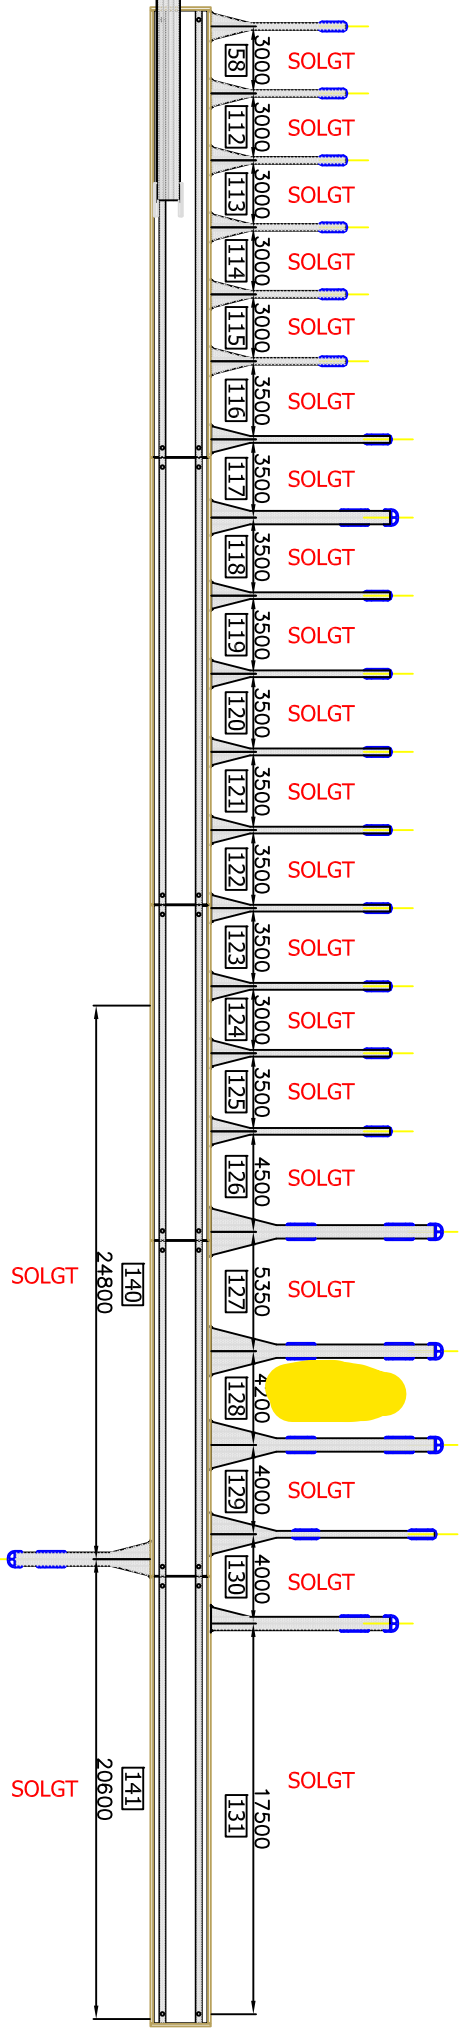 3000
58
SOLGT
3000
112
SOLGT
3000
113
SOLGT
3000
114
SOLGT
3000
115
SOLGT
3500
116
SOLGT
3500
117
SOLGT
3500
118
SOLGT
3500
119
SOLGT
3500
120
SOLGT
3500
121
SOLGT
3500
122
SOLGT
3500
123
SOLGT
3000
124
SOLGT
3500
125
SOLGT
4500
126
SOLGT
5350
127
SOLGT
4200
128
4000
129
SOLGT
4000
130
SOLGT
17500
131
SOLGT
140
24800
SOLGT
141
20600
SOLGT